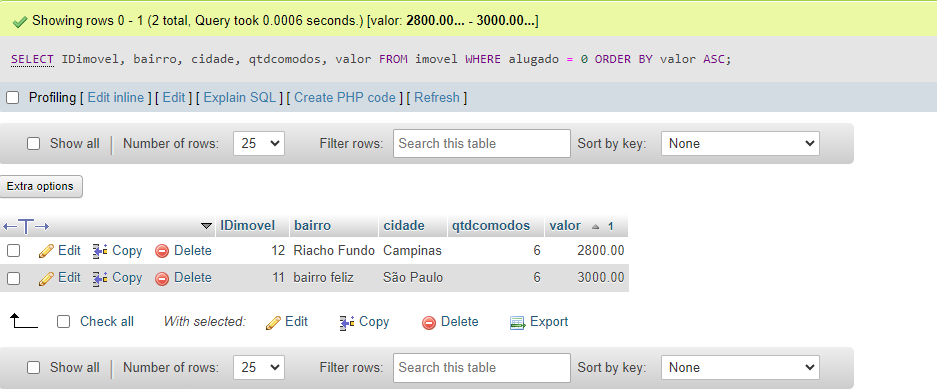 Showing rows 0 - 1 (2 total, Query took 0.0006 seconds.) [valor: 2800.00... - 3000.00...]
SELECT IDimovel, bairro, cidade, qtdcomodos, valor FROM imovel WHERE alugado = 0 ORDER BY valor ASC;
Profiling [ Edit inline ] [ Edit ] [ Explain SQL ] [ Create PHP code ] [ Refresh ]
Show all Number of rows: 25 Filter rows: Search this table Sort by key: None
Extra options
←T→ IDimovel bairro cidade qtdcomodos valor 1
Edit Copy Delete 12 Riacho Fundo Campinas 6 2800.00
Edit Copy Delete 11 bairro feliz São Paulo 6 3000.00
Check all With selected: Edit Copy Delete Export
Show all Number of rows: 25 Filter rows: Search this table Sort by key: None